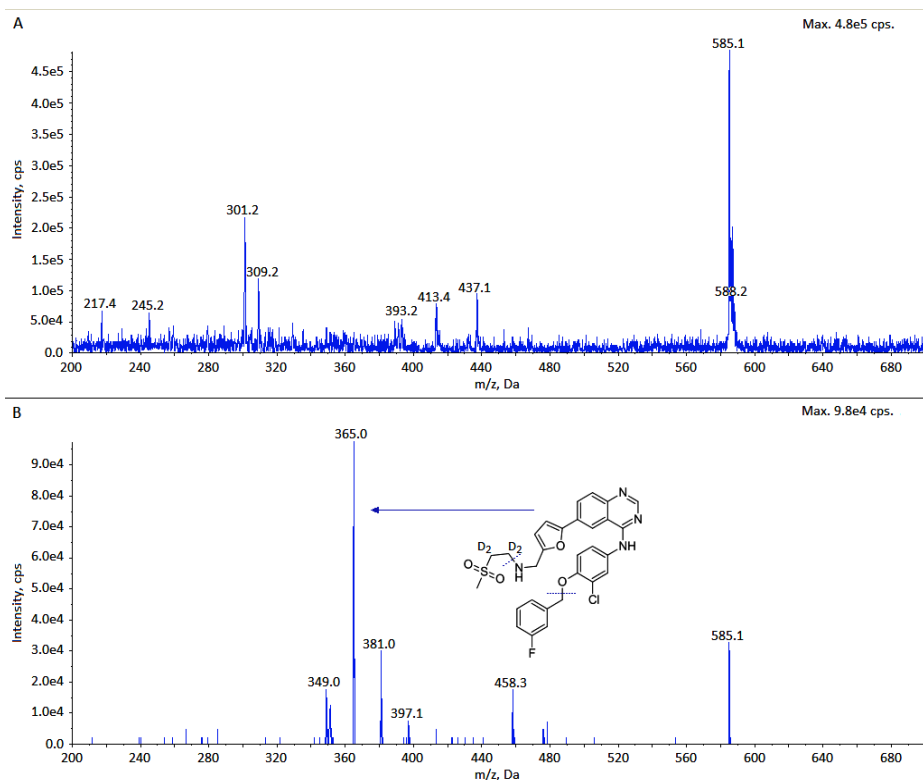 A
Max. 4.8e5 cps.
585.1
4.5e5
4.0e5
3.5e5
3.0e5
2.5e5
2.0e5
1.5e5
1.0e5
5.0e4
0.0
Intensity, cps
301.2
309.2
217.4
245.2
393.2
413.4
437.1
588.2
200 240 280 320 360 400 440 480 520 560 600 640 680
m/z, Da
B
Max. 9.8e4 cps.
365.0
9.0e4
8.0e4
7.0e4
6.0e4
5.0e4
4.0e4
3.0e4
2.0e4
1.0e4
0.0
Intensity, cps
N
N
NH
O
D2 D2
N
H
O
S
O
O
Cl
F
381.0
585.1
349.0
458.3
397.1
200 240 280 320 360 400 440 480 520 560 600 640 680
m/z, Da